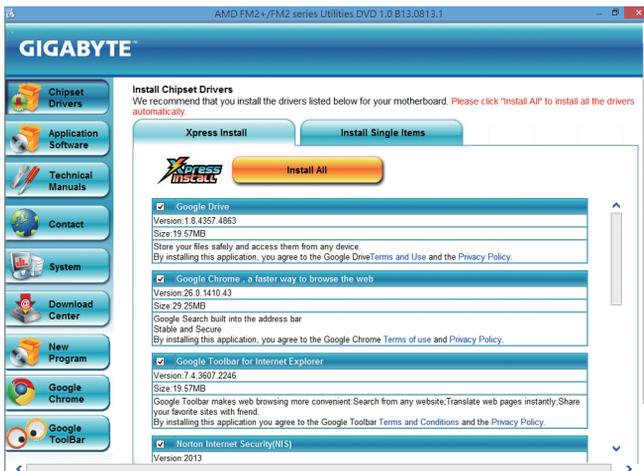 AMD FM2+/FM2 series Utilities DVD 1.0 B13.0813.1
GIGABYTE™
Chipset
Drivers
Application
Software
Technical
Manuals
Contact
System
Download
Center
New
Program
Google
Chrome
Google
ToolBar
Install Chipset Drivers
We recommend that you install the drivers listed below for your motherboard. Please click "Install All" to install all the drivers
automatically.
Xpress Install
Install Single Items
Xpress
INSTALL
Install All
Google Drive
Version:1.8.4357.4863
Size:19.57MB
Store your files safely and access them from any device.
By installing this application, you agree to the Google DriveTerms and Use and the Privacy Policy.
Google Chrome , a faster way to browse the web
Version:26.0.1410.43
Size:29.25MB
Google Search built into the address bar
Stable and Secure
By installing this application, you agree to the Google Chrome Terms of use and Privacy Policy.
Google Toolbar for Internet Explorer
Version:7.4.3607.2246
Size:19.57MB
Google Toolbar makes web browsing more convenient:Search from any website;Translate web pages instantly;Share
your favorite sites with friend.
By installing this application you agree to the Google Toolbar Terms and Conditions and the Privacy Policy.
Norton Internet Security(NIS)
Version:2013